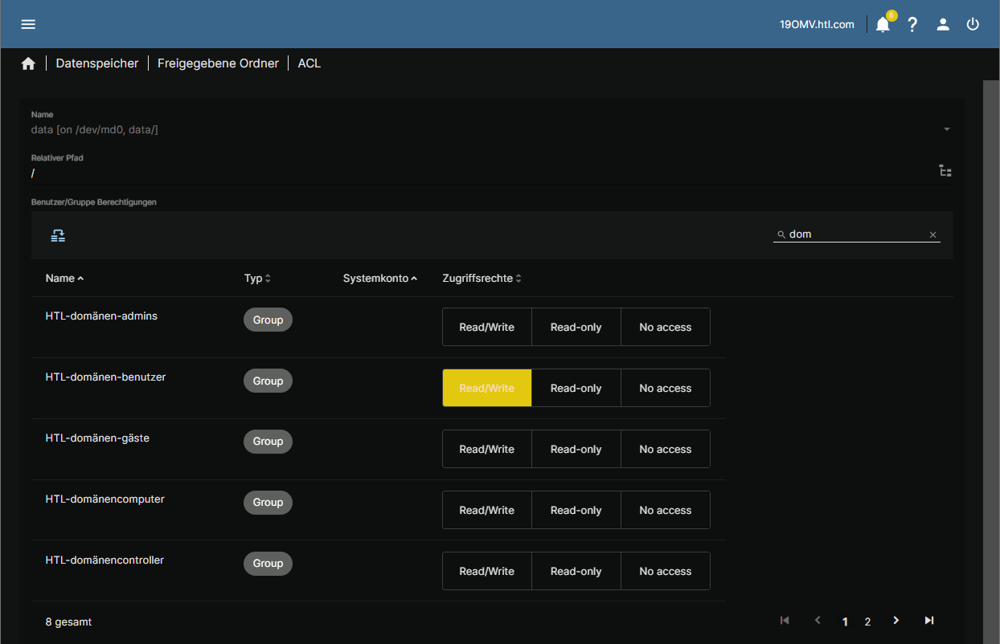 19OMV.htl.com 6
Datenspeicher Freigegebene Ordner ACL
Name
data [on /dev/md0, data/]
Relativer Pfad
/
Benutzer/Gruppe Berechtigungen
dom
Name Typ Systemkonto Zugriffsrechte
HTL-domänen-admins Group Read/Write Read-only No access
HTL-domänen-benutzer Group Read/Write Read-only No access
HTL-domänen-gäste Group Read/Write Read-only No access
HTL-domänencomputer Group Read/Write Read-only No access
HTL-domänencontroller Group Read/Write Read-only No access
8 gesamt 1 2